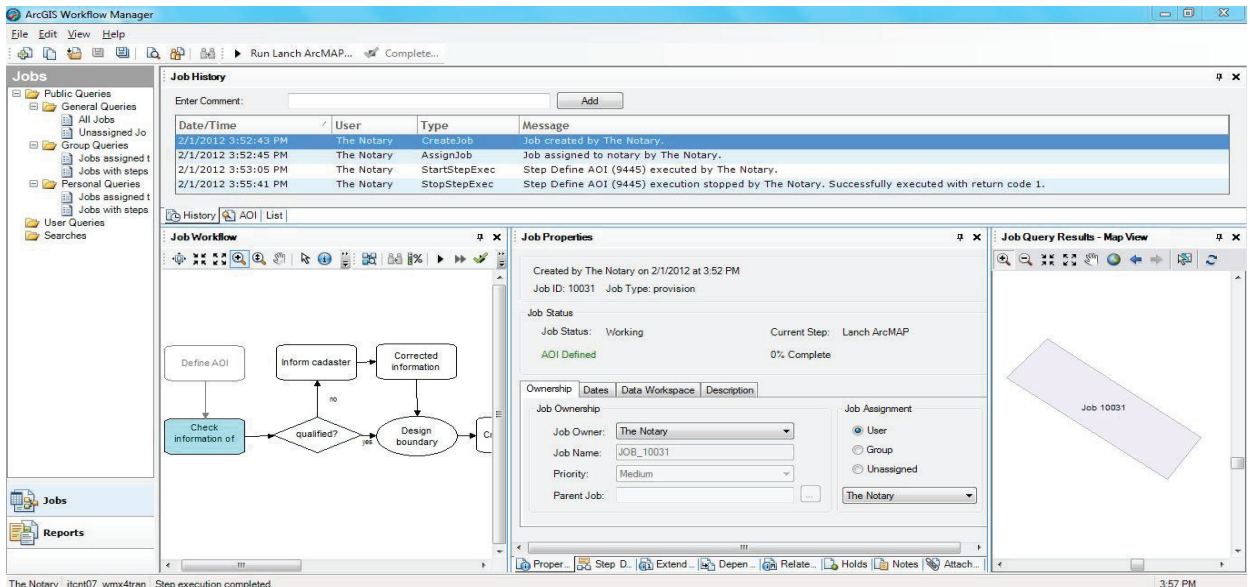 ArcGIS Workflow Manager
File Edit View Help
Run Lanch ArcMAP... Complete...
Jobs
Public Queries
General Queries
All Jobs
Unassigned Jo
Group Queries
Jobs assigned t
Jobs with steps
Personal Queries
Jobs assigned t
Jobs with steps
User Queries
Searches
Jobs
Reports
Job History
Enter Comment: Add
Date/Time User Type Message
2/1/2012 3:52:43 PM The Notary CreateJob Job created by The Notary.
2/1/2012 3:52:45 PM The Notary AssignJob Job assigned to notary by The Notary.
2/1/2012 3:53:05 PM The Notary StartStepExec Step Define AOI (9445) executed by The Notary.
2/1/2012 3:55:41 PM The Notary StopStepExec Step Define AOI (9445) execution stopped by The Notary. Successfully executed with return code 1.
History AOI List
Job Workflow
Define AOI
Inform cadaster
Corrected
information
no
Check
information of
qualified?
yes
Design
boundary
Job Properties
Created by The Notary on 2/1/2012 at 3:52 PM
Job ID: 10031 Job Type: provision
Job Status
Job Status: Working Current Step: Lanch ArcMAP
AOI Defined 0% Complete
Ownership Dates Data Workspace Description
Job Ownership
Job Owner: The Notary
Job Name: JOB_10031
Priority: Medium
Parent Job: ...
Job Assignment
User
Group
Unassigned
The Notary
Proper... Step D... Extend... Depen... Relate... Holds Notes Attach...
Job Query Results - Map View
Job 10031
The Notary itcnt07_wmx4tran Step execution completed.
3:57 PM